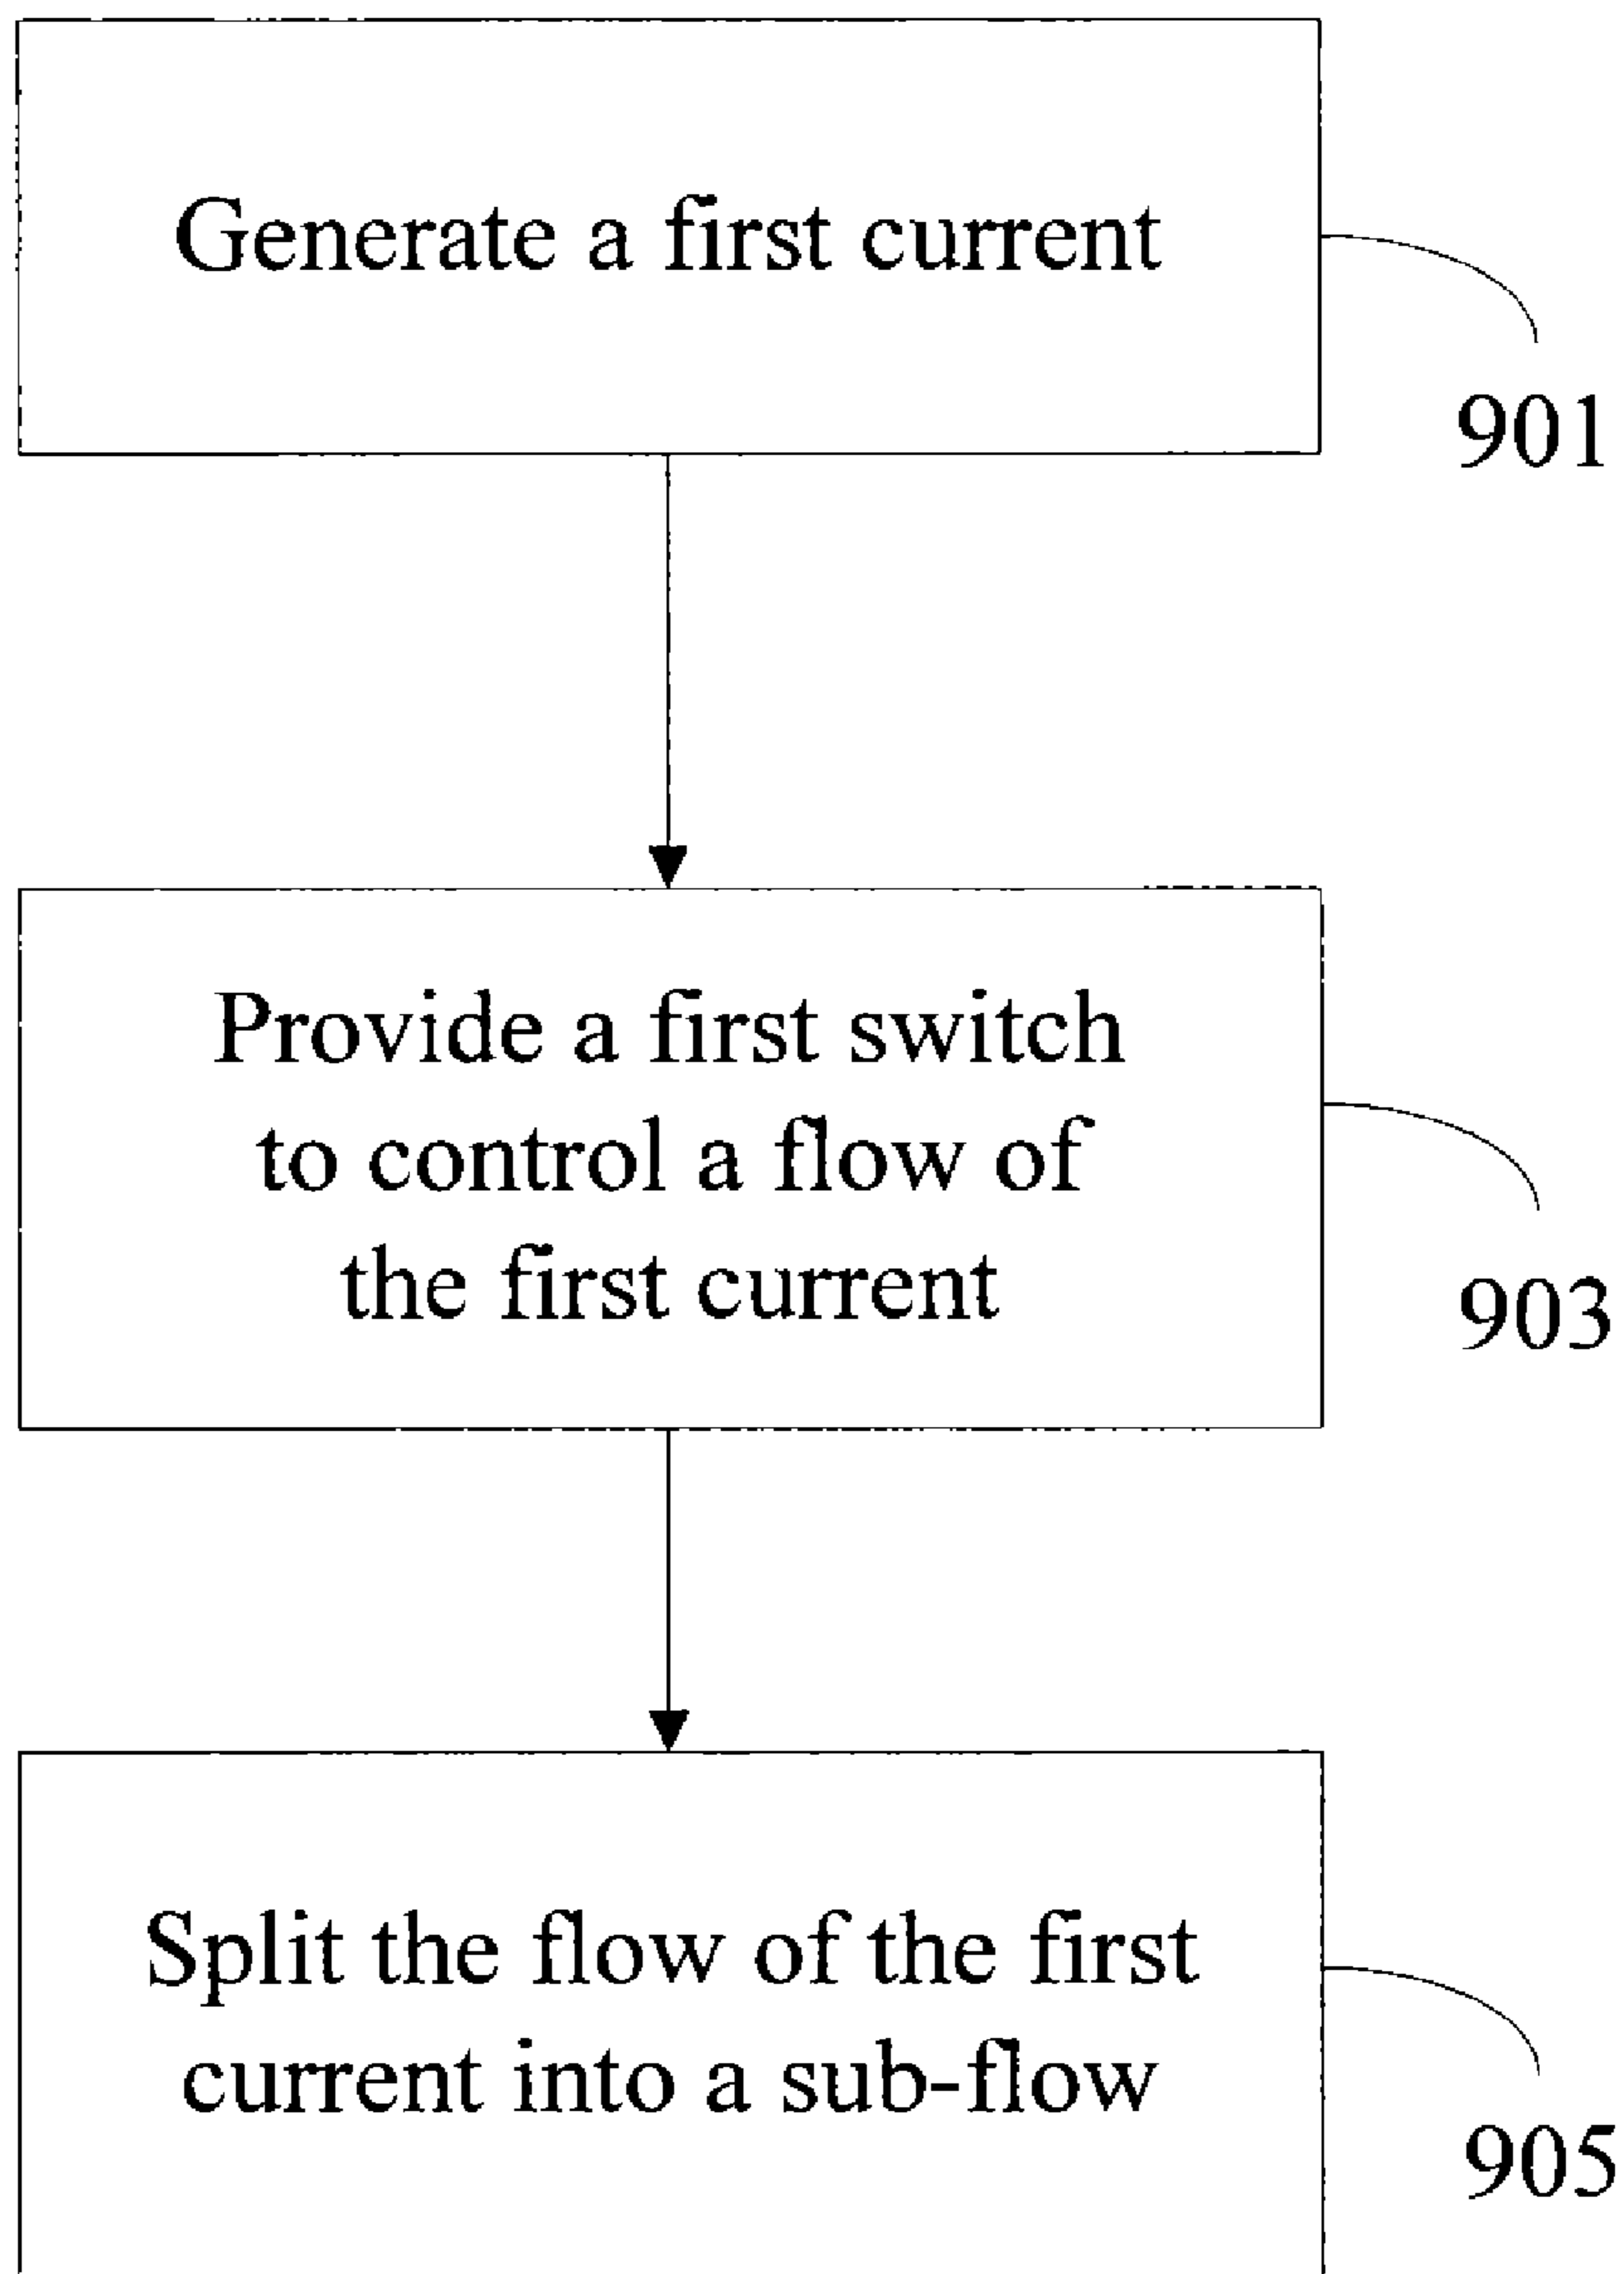 Generate a first current
901
Provide a first switch
to control a flow of
the first current
903
Split the flow of the first
current into a sub-flow
905